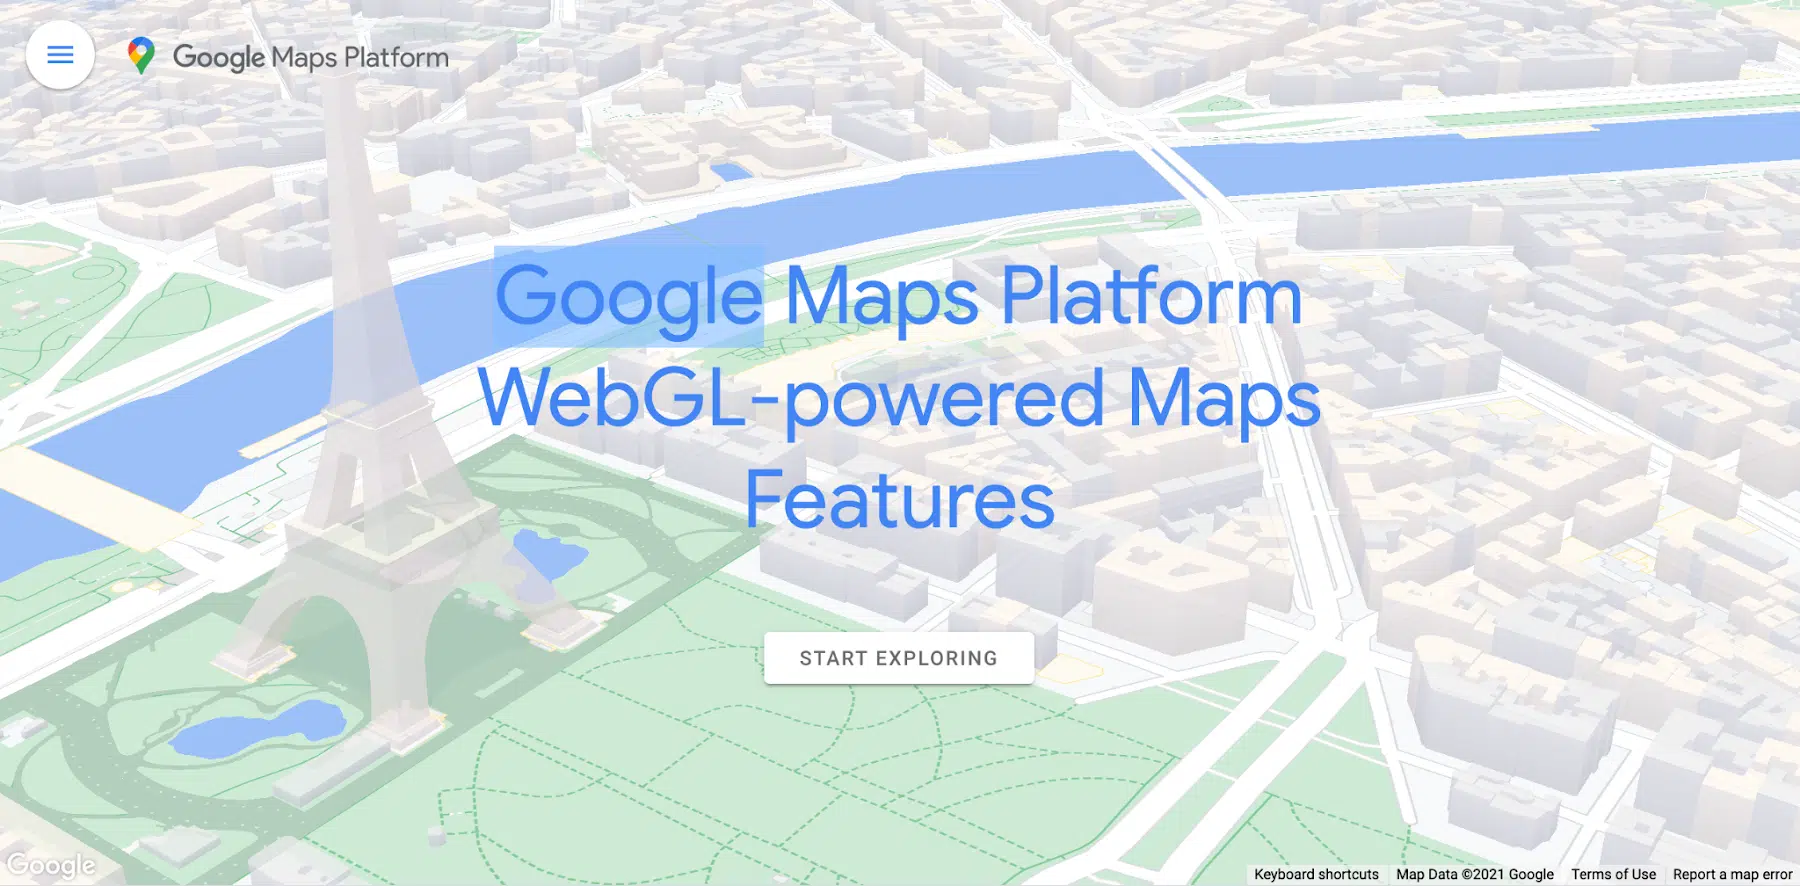 Google Maps Platform
Google Maps Platform
WebGL-powered Maps
Features
START EXPLORING
Google
Keyboard shortcuts
Map Data ©2021 Google
Terms of Use
Report a map error